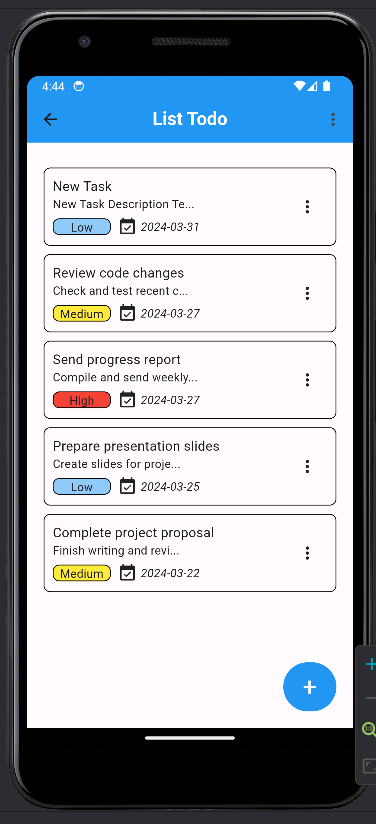 4:44
List Todo
New Task
New Task Description Te...
Low 2024-03-31
Review code changes
Check and test recent c...
Medium 2024-03-27
Send progress report
Compile and send weekly...
High 2024-03-27
Prepare presentation slides
Create slides for proje...
Low 2024-03-25
Complete project proposal
Finish writing and revi...
Medium 2024-03-22